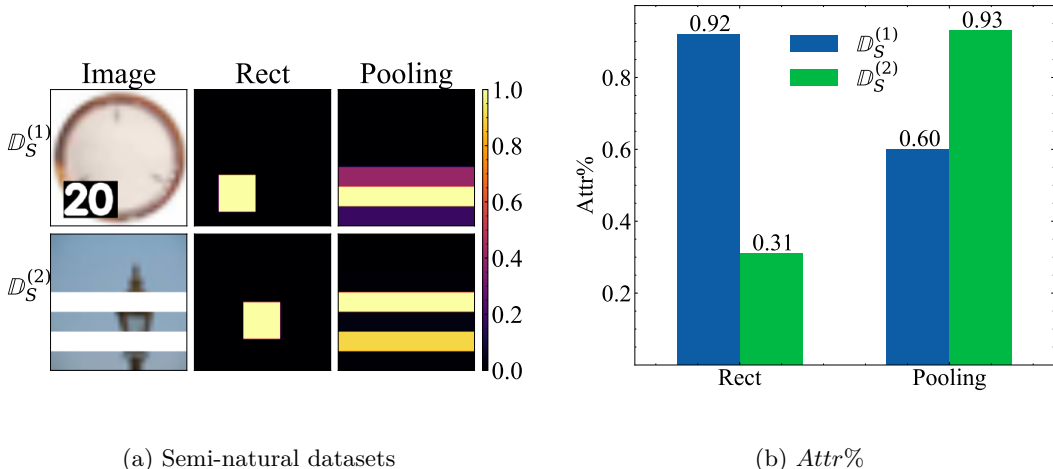 Image Rect Pooling
𝔻_S^(1)
20
𝔻_S^(2)
1.0
0.8
0.6
0.4
0.2
0.0
(a) Semi-natural datasets
Attr%
0.8
0.6
0.4
0.2
0.92
0.31
0.60
0.93
𝔻_S^(1)
𝔻_S^(2)
Rect Pooling
(b) Attr%